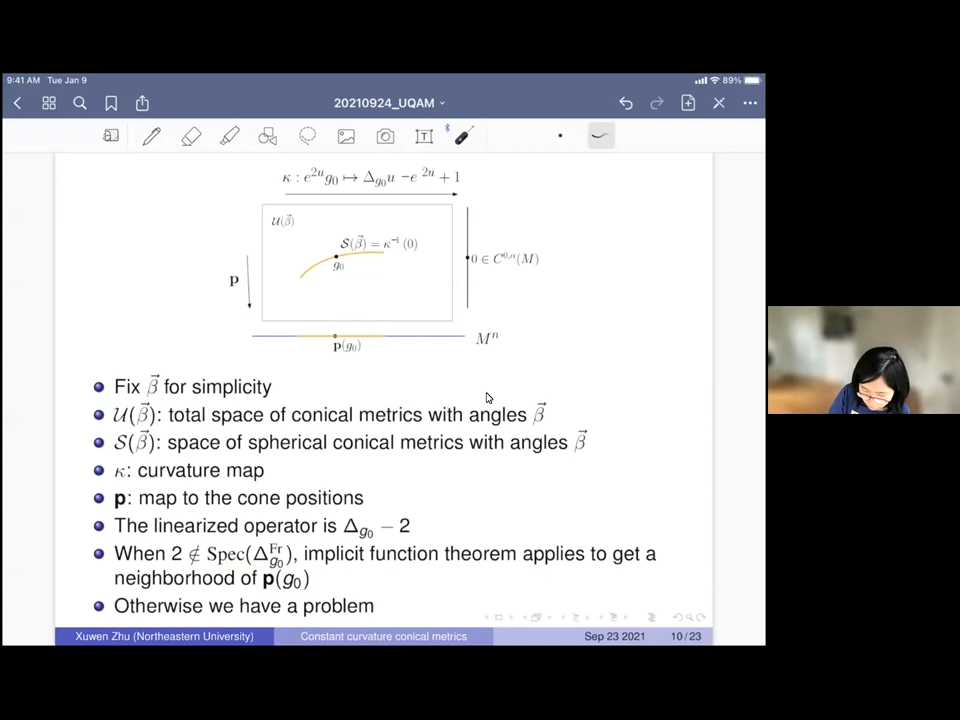 9:41 AM Tue Jan 9
89%
20210924_UQAM
κ : e^{2u}g_0 ↦ Δ_{g_0}u −e^{2u} + 1
𝒰(β⃗)
𝒮(β⃗) = κ^{-1}(0)
g_0
0 ∈ C^{0,α}(M)
p
p(g_0)
M^n
Fix β⃗ for simplicity
𝒰(β⃗): total space of conical metrics with angles β⃗
𝒮(β⃗): space of spherical conical metrics with angles β⃗
κ: curvature map
p: map to the cone positions
The linearized operator is Δ_{g_0} − 2
When 2 ∉ Spec(Δ^{Fr}_{g_0}), implicit function theorem applies to get a
neighborhood of p(g_0)
Otherwise we have a problem
Xuwen Zhu (Northeastern University) Constant curvature conical metrics Sep 23 2021 10 / 23